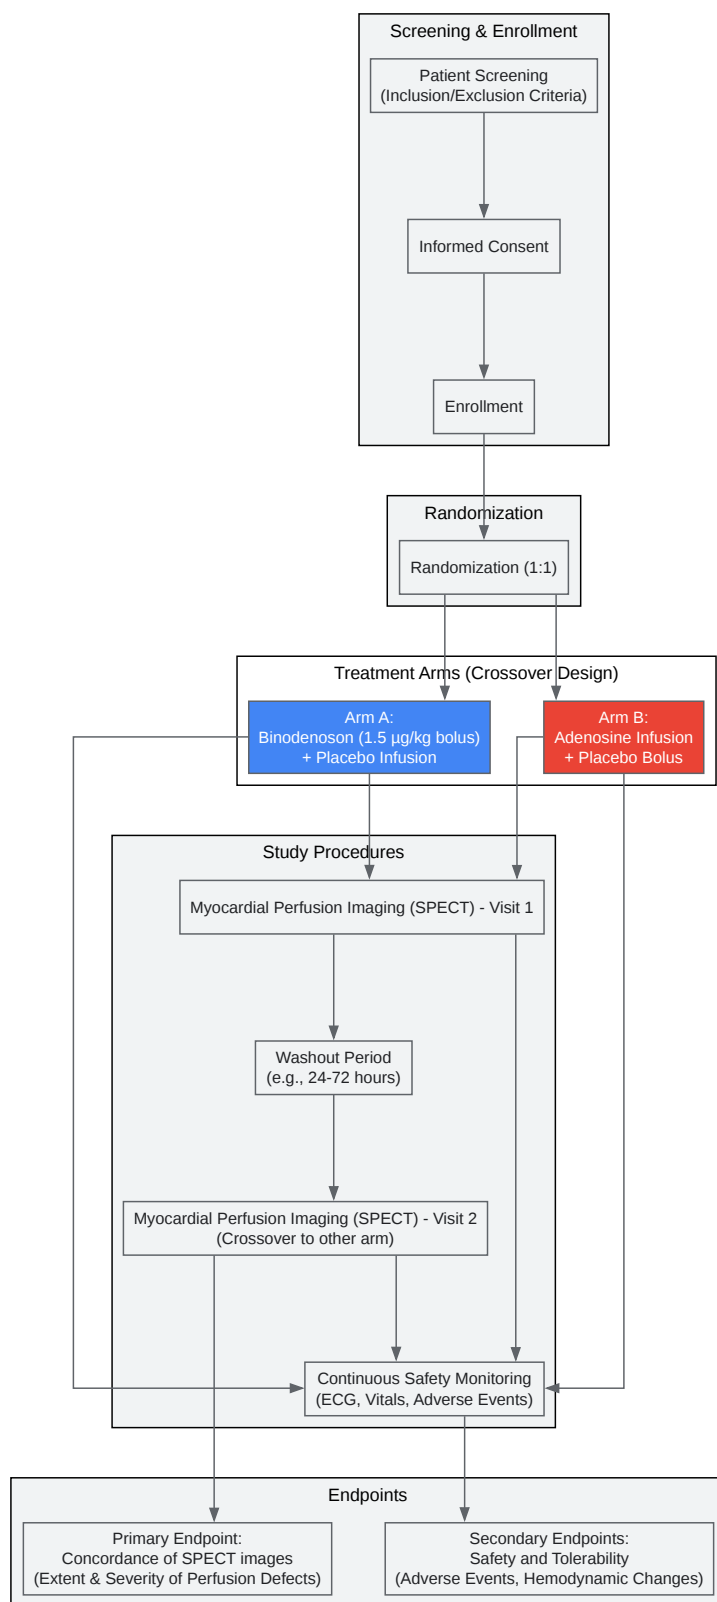 Screening & Enrollment
Patient Screening
(Inclusion/Exclusion Criteria)
Informed Consent
Enrollment
Randomization
Randomization (1:1)
Treatment Arms (Crossover Design)
Arm A:
Binodenoson (1.5 µg/kg bolus)
+ Placebo Infusion
Arm B:
Adenosine Infusion
+ Placebo Bolus
Study Procedures
Myocardial Perfusion Imaging (SPECT) - Visit 1
Washout Period
(e.g., 24-72 hours)
Myocardial Perfusion Imaging (SPECT) - Visit 2
(Crossover to other arm)
Continuous Safety Monitoring
(ECG, Vitals, Adverse Events)
Endpoints
Primary Endpoint:
Concordance of SPECT images
(Extent & Severity of Perfusion Defects)
Secondary Endpoints:
Safety and Tolerability
(Adverse Events, Hemodynamic Changes)